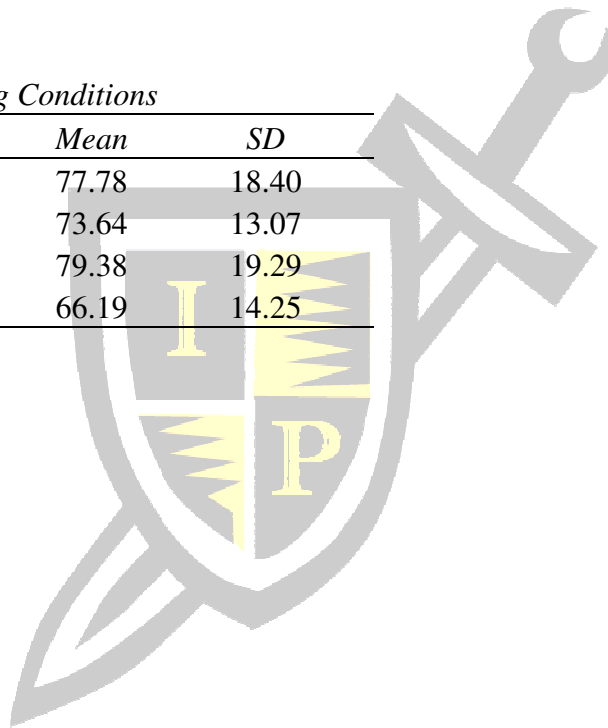 g Conditions
Mean SD
77.78 18.40
73.64 13.07
79.38 19.29
66.19 14.25
I
P